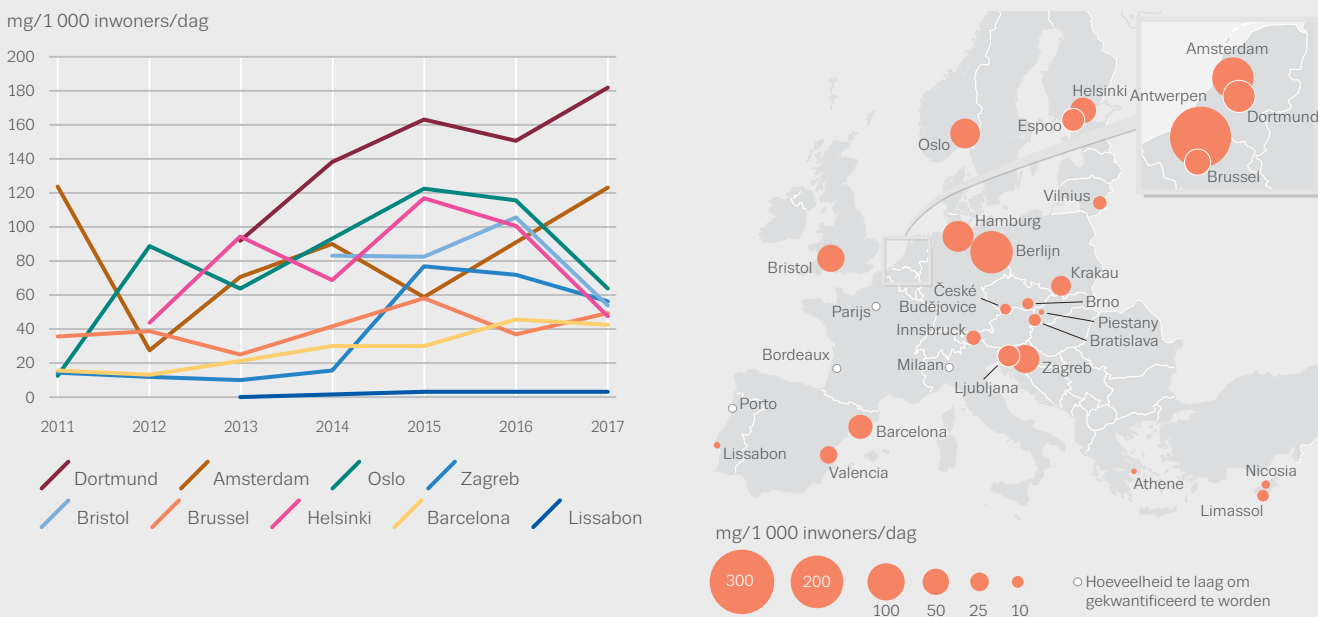 mg/1 000 inwoners/dag
200
180
160
140
120
100
80
60
40
20
0
2011 2012 2013 2014 2015 2016 2017
Dortmund Amsterdam Oslo Zagreb
Bristol Brussel Helsinki Barcelona Lissabon
Amsterdam
Antwerpen
Dortmund
Brussel
Helsinki
Espoo
Oslo
Vilnius
Hamburg
Berlijn
Bristol
Krakau
České
Budějovice
Brno
Parijs
Piestany
Innsbruck
Bratislava
Bordeaux
Milaan
Zagreb
Ljubljana
Porto
Barcelona
Lissabon
Valencia
Athene
Nicosia
Limassol
mg/1 000 inwoners/dag
300 200 100 50 25 10
Hoeveelheid te laag om
gekwantificeerd te worden